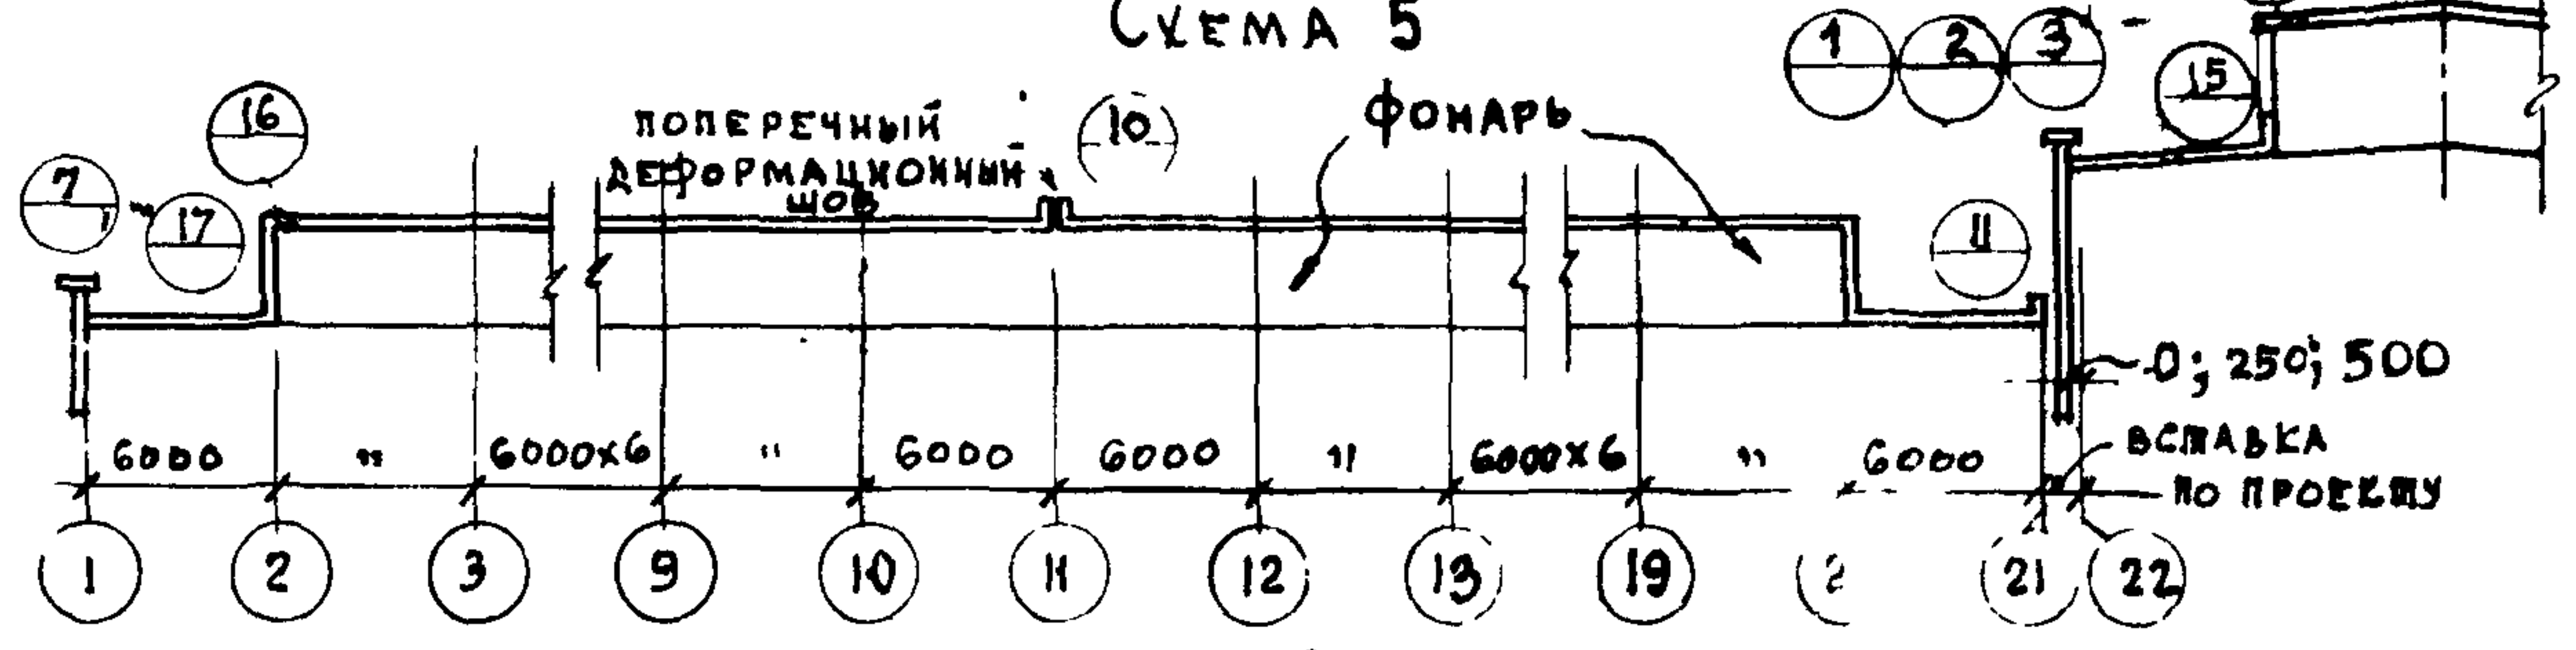 Схема 5
1 2 3
15
16
поперечный
деформационный
шов
10
фонарь
7
17
11
0; 250; 500
6000 " 6000х6 " 6000 6000 " 6000х6 " 6000
вставка
по проекту
1 2 3 9 10 11 12 13 19 2 21 22